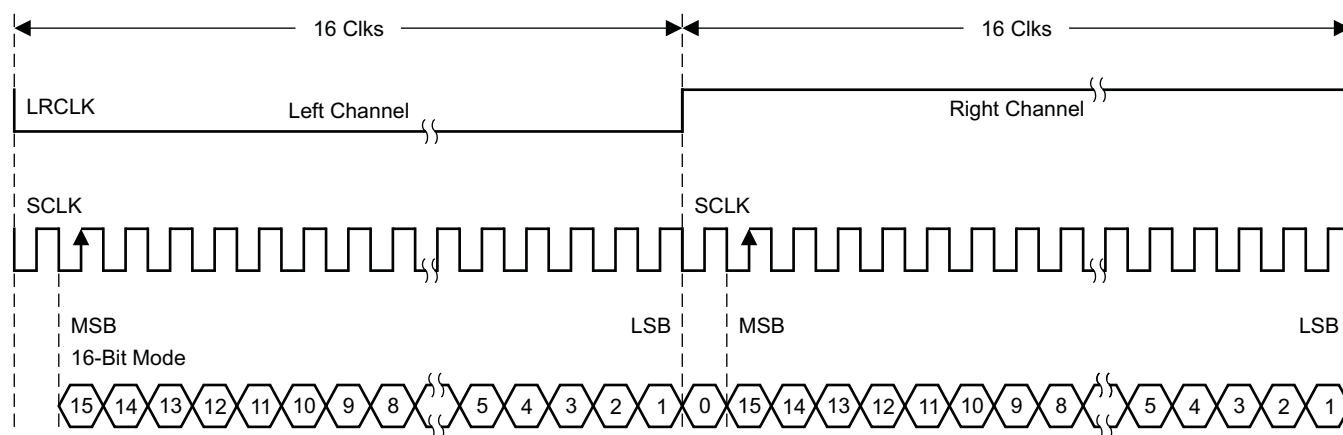 16 Clks 16 Clks
LRCLK Left Channel Right Channel
SCLK SCLK
MSB LSB MSB LSB
16-Bit Mode
15 14 13 12 11 10 9 8 5 4 3 2 1 0 15 14 13 12 11 10 9 8 5 4 3 2 1